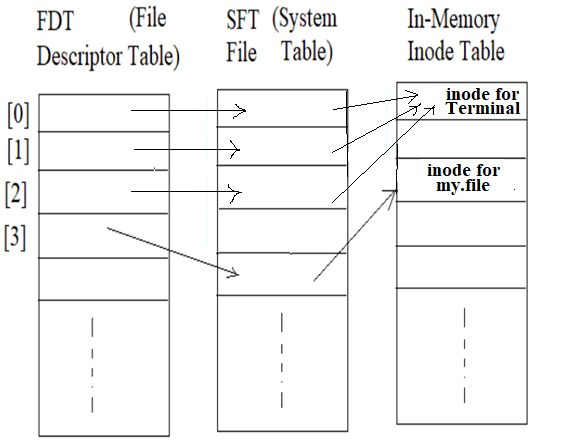 FDT (File
Descriptor Table)
SFT (System
File Table)
In-Memory
Inode Table
[0]
[1]
[2]
[3]
inode for
Terminal
inode for
my.file